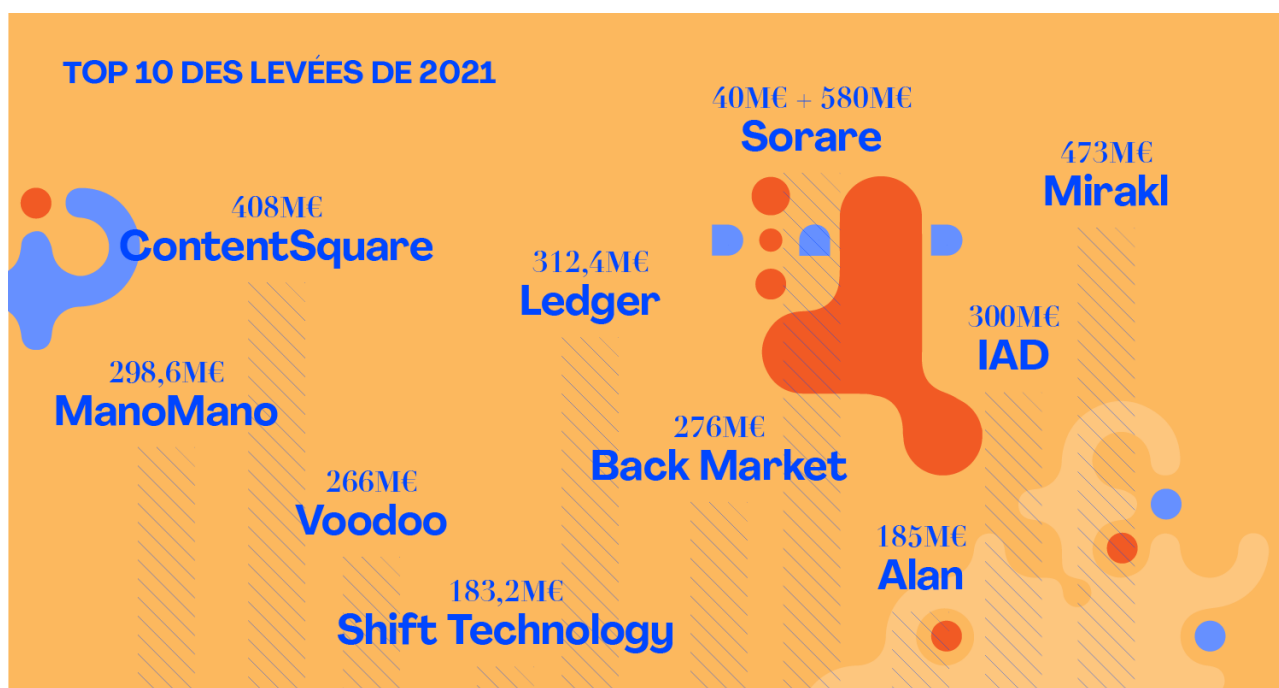 TOP 10 DES LEVÉES DE 2021
40M€ + 580M€
Sorare
473M€
Mirakl
408M€
ContentSquare
312,4M€
Ledger
300M€
IAD
298,6M€
ManoMano
276M€
Back Market
266M€
Voodoo
185M€
Alan
183,2M€
Shift Technology